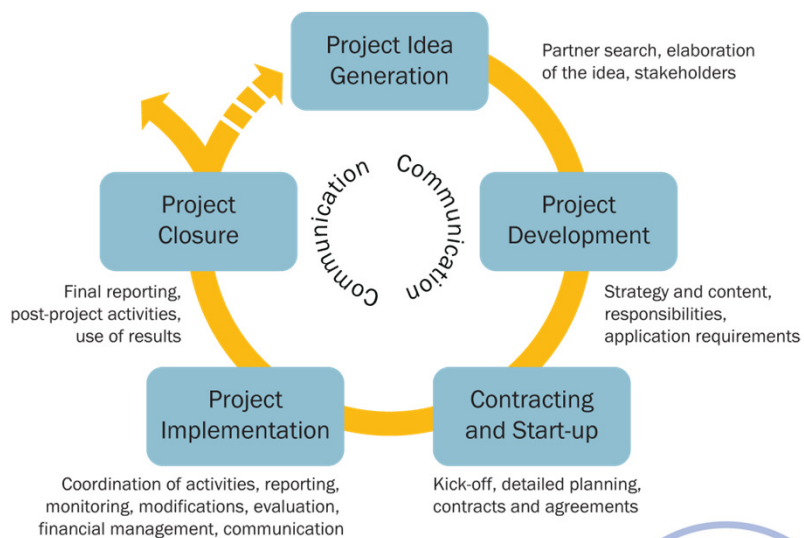 Project Idea
Generation
Partner search, elaboration
of the idea, stakeholders
Project
Development
Strategy and content,
responsibilities,
application requirements
Contracting
and Start-up
Kick-off, detailed planning,
contracts and agreements
Project
Implementation
Coordination of activities, reporting,
monitoring, modifications, evaluation,
financial management, communication
Project
Closure
Final reporting,
post-project activities,
use of results
Communication
Communication